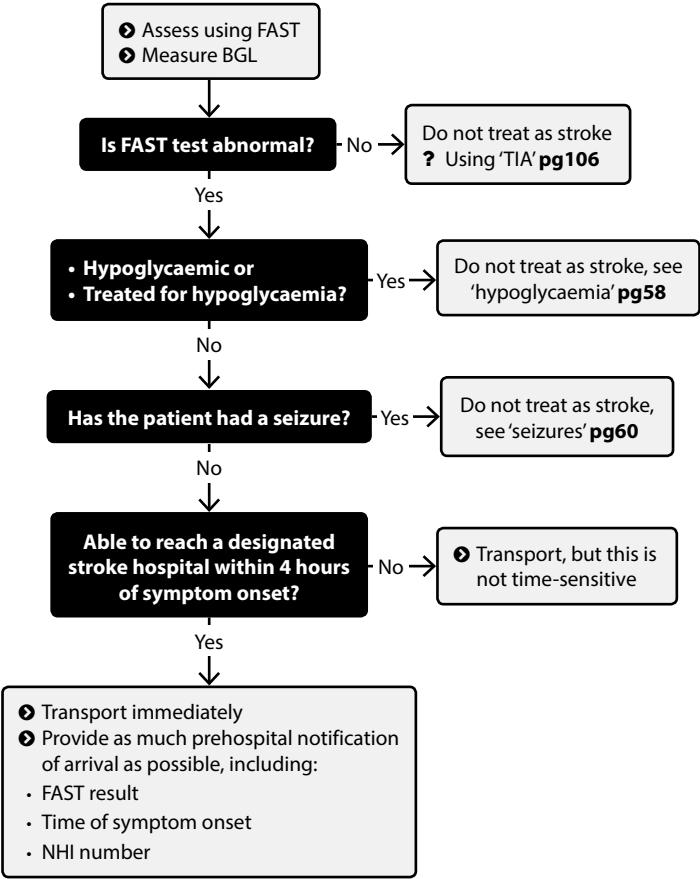 Assess using FAST
Measure BGL
Is FAST test abnormal?
No
Do not treat as stroke
? Using ‘TIA’ pg106
Yes
• Hypoglycaemic or
• Treated for hypoglycaemia?
Yes
Do not treat as stroke, see
‘hypoglycaemia’ pg58
No
Has the patient had a seizure?
Yes
Do not treat as stroke,
see ‘seizures’ pg60
No
Able to reach a designated
stroke hospital within 4 hours
of symptom onset?
No
Transport, but this is
not time-sensitive
Yes
Transport immediately
Provide as much prehospital notification
of arrival as possible, including:
• FAST result
• Time of symptom onset
• NHI number